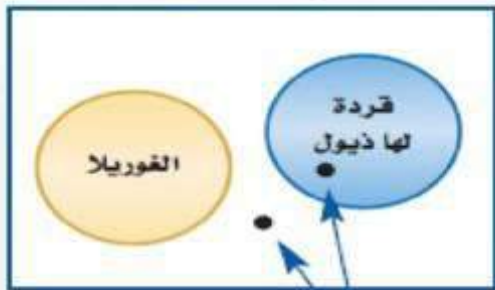 قردة
لها ذيول
الغوريلا